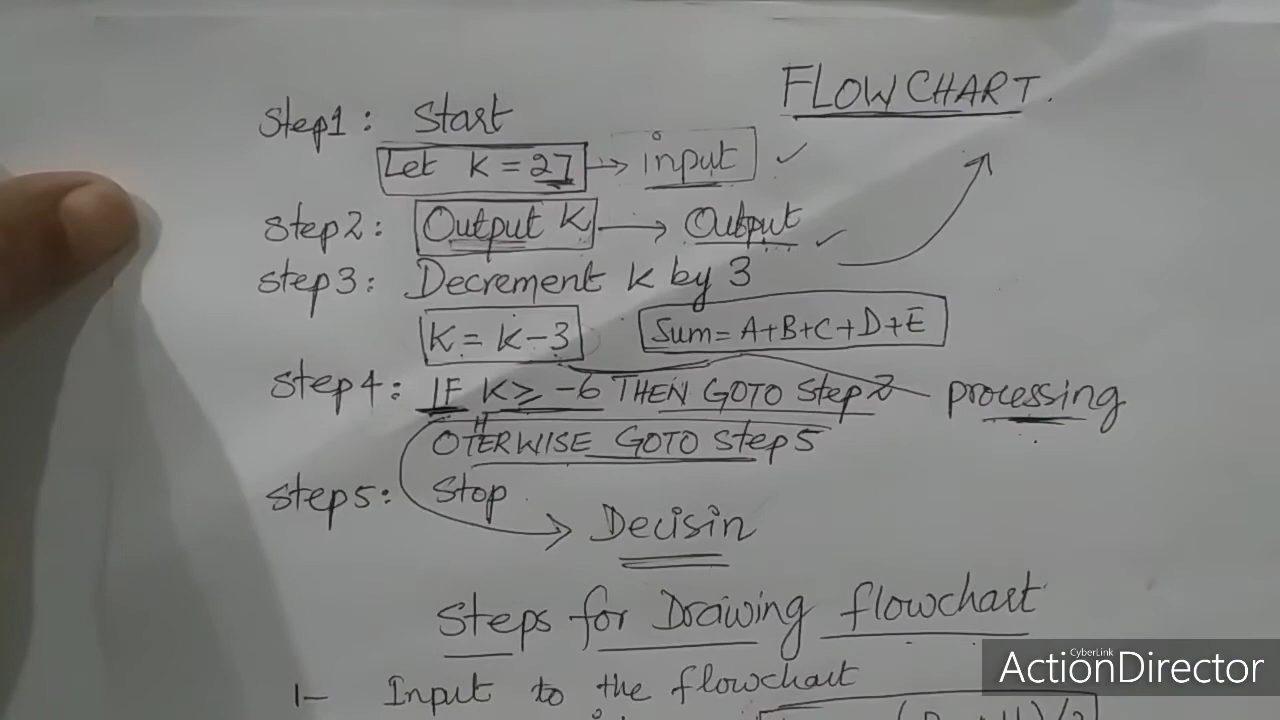 FLOWCHART.
Step1: Start
Let K = 27 → input ✓
Step2: Output K → Output ✓
Step3: Decrement K by 3
K = K-3 Sum = A+B+C+D+E
Step4: IF K ≥ -6 THEN GOTO Step 2 processing
OTERWISE GOTO Step5
H
Step5: Stop
Decisin
Steps for Drawing flowchart
1- Input to the flowchart
CyberLink
ActionDirector